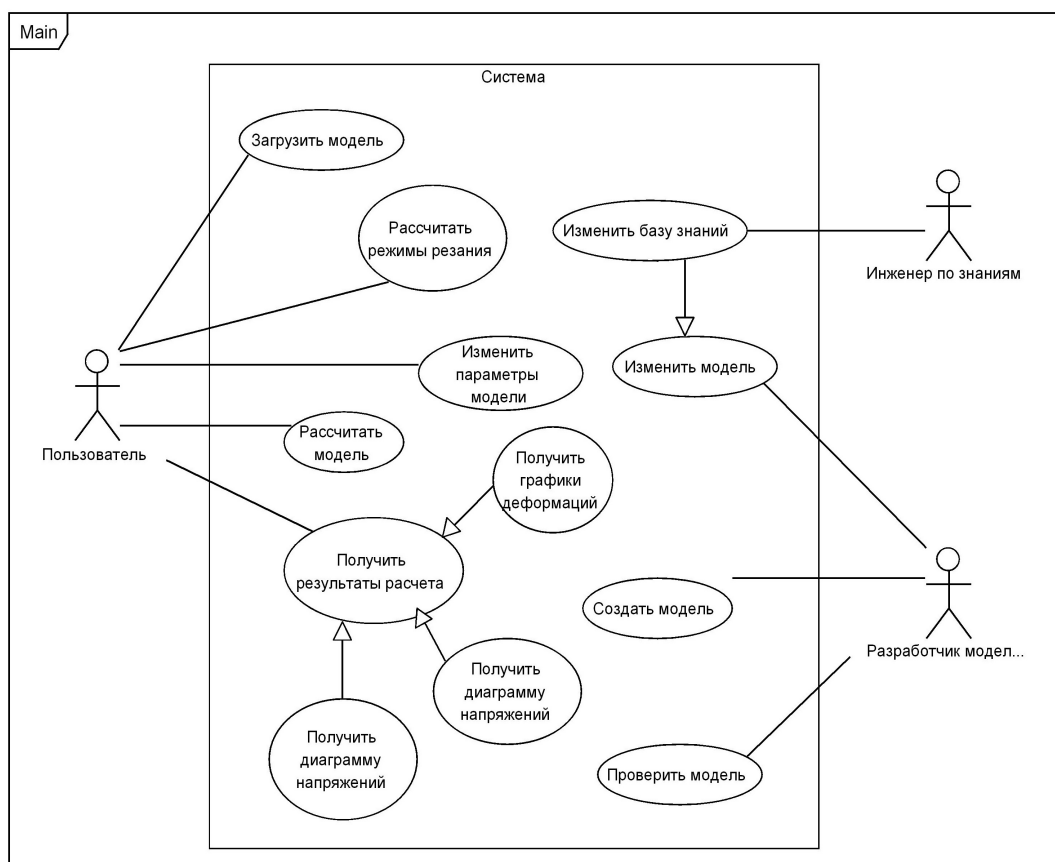 Main
Система
Загрузить модель
Рассчитать
режимы резания
Изменить базу знаний
Инженер по знаниям
Изменить
параметры
модели
Изменить модель
Пользователь
Рассчитать
модель
Получить
графики
деформаций
Получить
результаты расчета
Создать модель
Разработчик модел...
Получить
диаграмму
напряжений
Получить
диаграмму
напряжений
Проверить модель